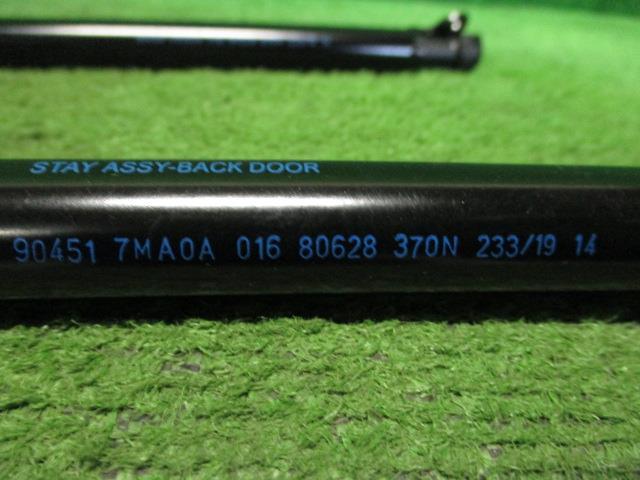 STAY ASSY-BACK DOOR
90451 7MA0A 016 80628 370N 233/19 14